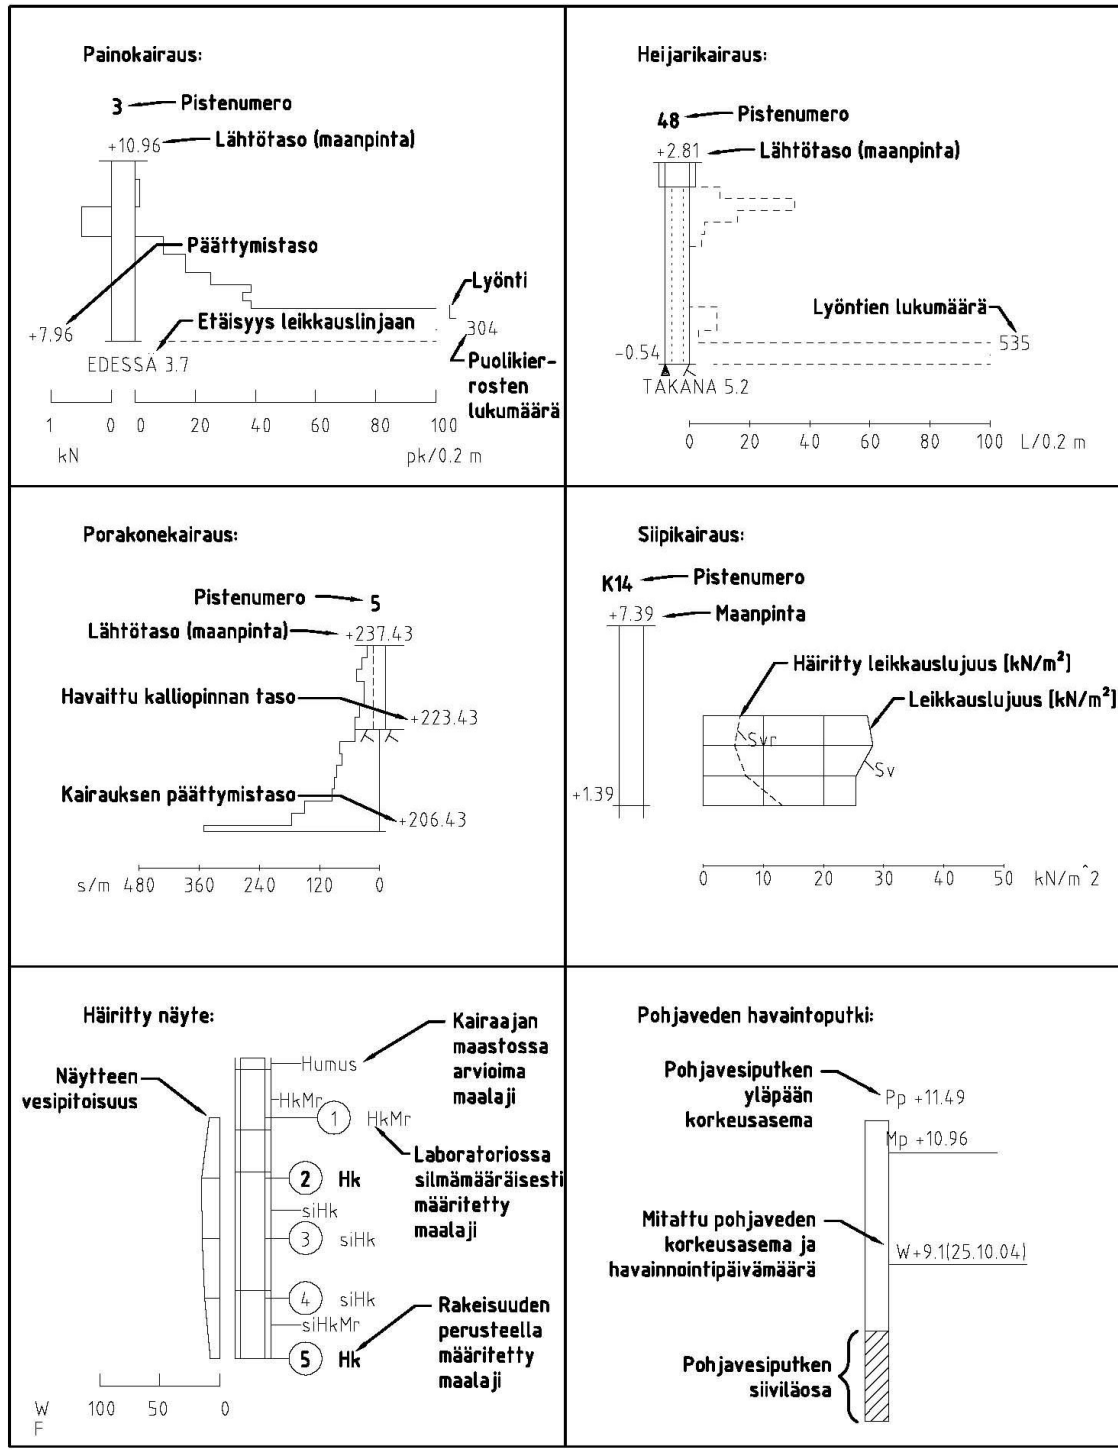 Painokairaus:
3
Pistenumero
+10.96
Lähtötaso (maanpinta)
Päättymistaso
Lyönti
+7.96
Etäisyys leikkauslinjaan
304
EDESSÄ 3.7
Puolikier-
rosten
lukumäärä
1 0 0 20 40 60 80 100
kN
pk/0.2 m
Heijarikairaus:
48
Pistenumero
+2.81
Lähtötaso (maanpinta)
Lyöntien lukumäärä
535
-0.54
TAKANA 5.2
0 20 40 60 80 100 L/0.2 m
Porakonekairaus:
Pistenumero
5
Lähtötaso (maanpinta)
+237.43
Havaittu kalliopinnan taso
+223.43
Kairauksen päättymistaso
+206.43
s/m 480 360 240 120 0
Siipikairaus:
K14
Pistenumero
+7.39
Maanpinta
Häiritty leikkauslujuus [kN/m²]
Leikkauslujuus [kN/m²]
Svr
Sv
+1.39
0 10 20 30 40 50 kN/m^2
Häiritty näyte:
Kairaajan
maastossa
arvioima
maalaji
Humus
Näytteen
vesipitoisuus
HkMr
1 HkMr
Laboratoriossa
silmämääräisesti
määritetty
maalaji
2 Hk
siHk
3 siHk
4 siHk
siHkMr
5 Hk
Rakeisuuden
perusteella
määritetty
maalaji
W 100 50 0
F
Pohjaveden havaintoputki:
Pohjavesiputken
yläpään
korkeusasema
Pp +11.49
Mp +10.96
Mitattu pohjaveden
korkeusasema ja
havainnointipäivämäärä
W+9.1(25.10.04)
Pohjavesiputken
siiviläosa